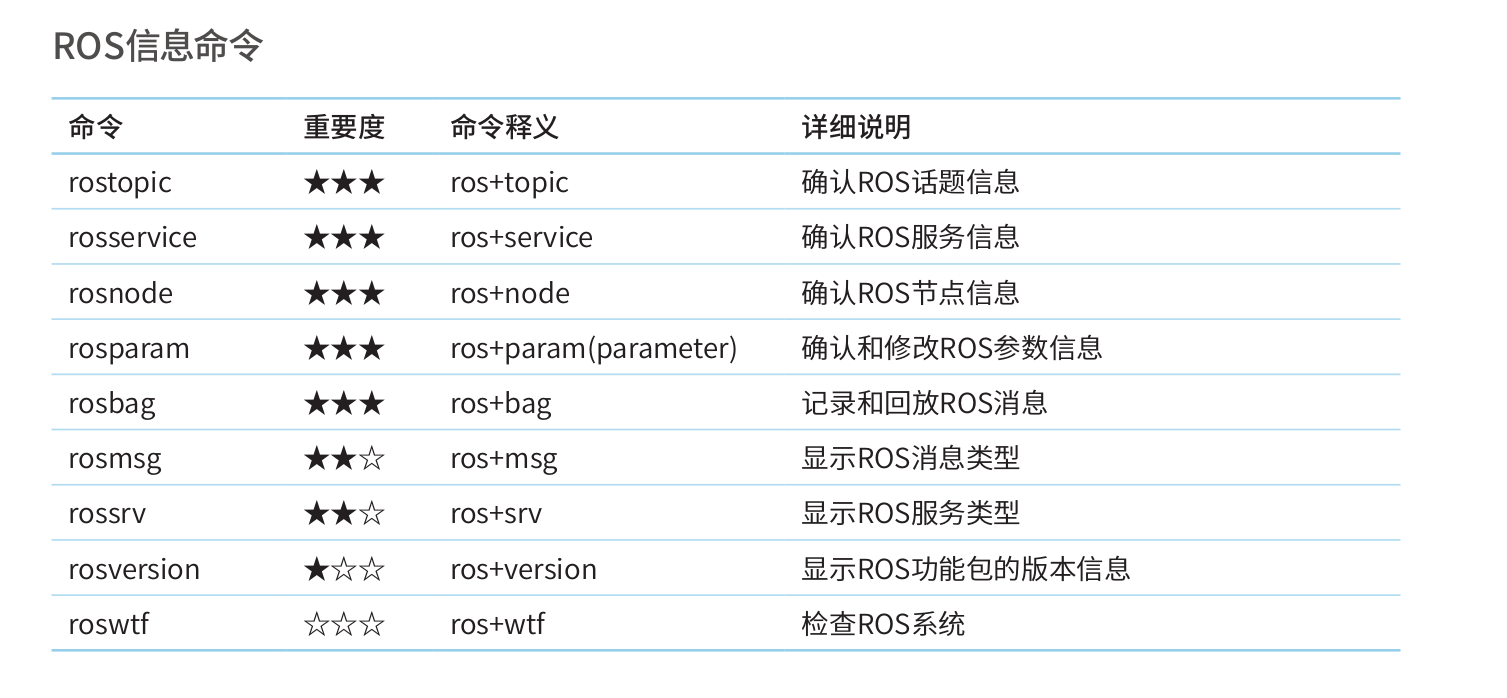 ROS信息命令
命令 重要度 命令释义 详细说明
rostopic ★★★ ros+topic 确认ROS话题信息
rosservice ★★★ ros+service 确认ROS服务信息
rosnode ★★★ ros+node 确认ROS节点信息
rosparam ★★★ ros+param(parameter) 确认和修改ROS参数信息
rosbag ★★★ ros+bag 记录和回放ROS消息
rosmsg ★★☆ ros+msg 显示ROS消息类型
rossrv ★★☆ ros+srv 显示ROS服务类型
rosversion ★☆☆ ros+version 显示ROS功能包的版本信息
roswtf ☆☆☆ ros+wtf 检查ROS系统